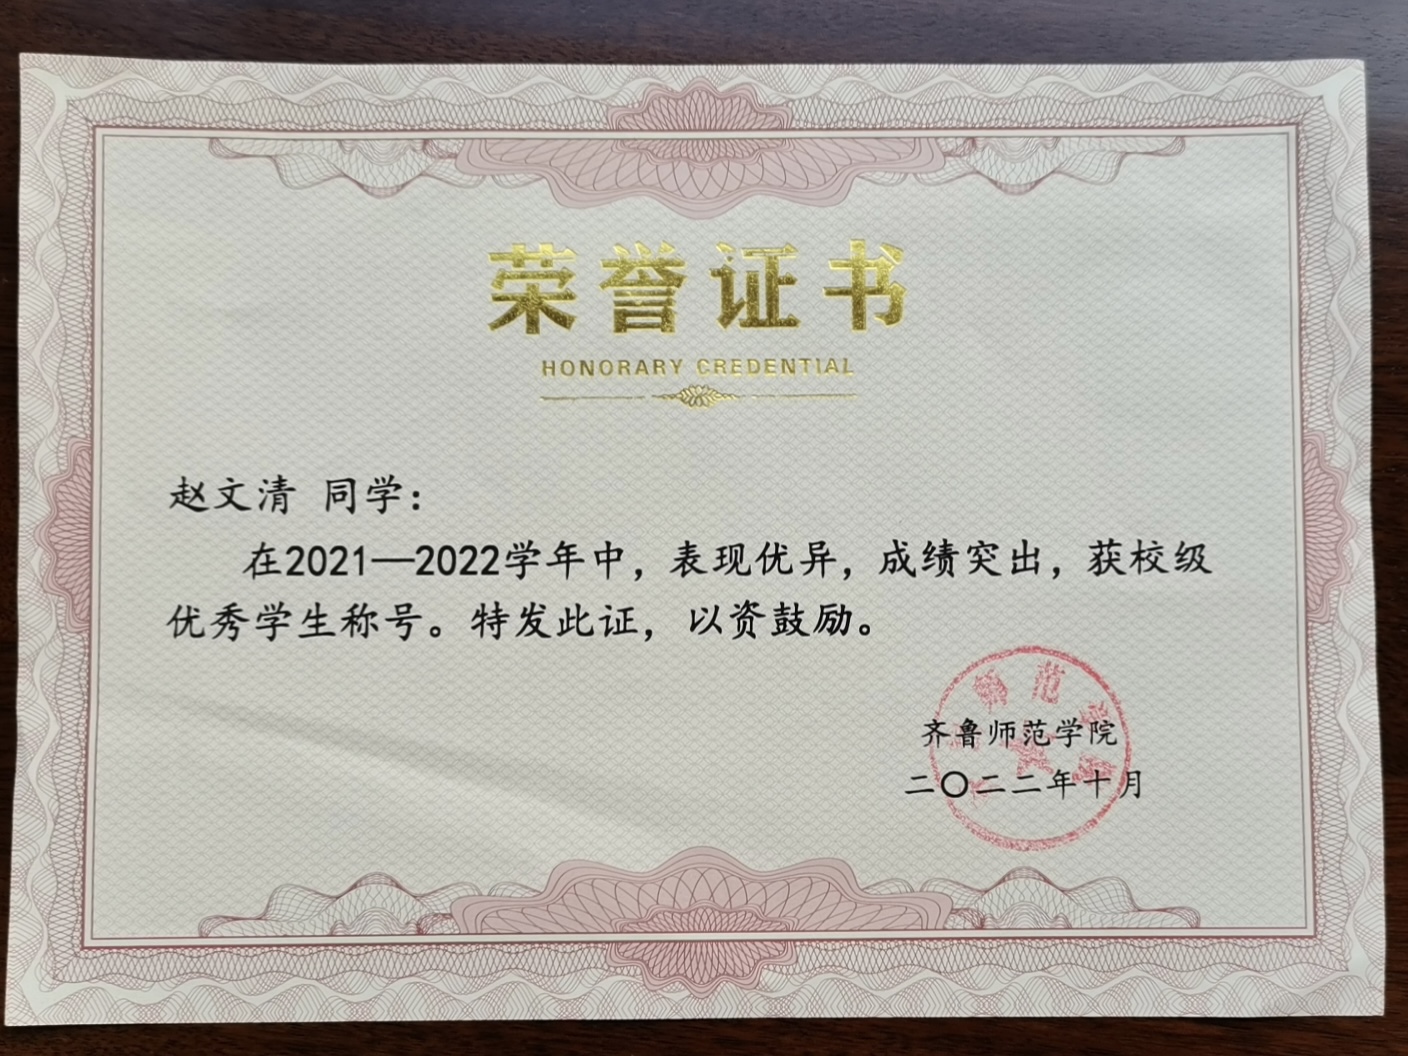 荣誉证书
HONORARY CREDENTIAL
赵文清 同学：
在2021—2022学年中，表现优异，成绩突出，获校级
优秀学生称号。特发此证，以资鼓励。
齐鲁师范学院
二〇二二年十月